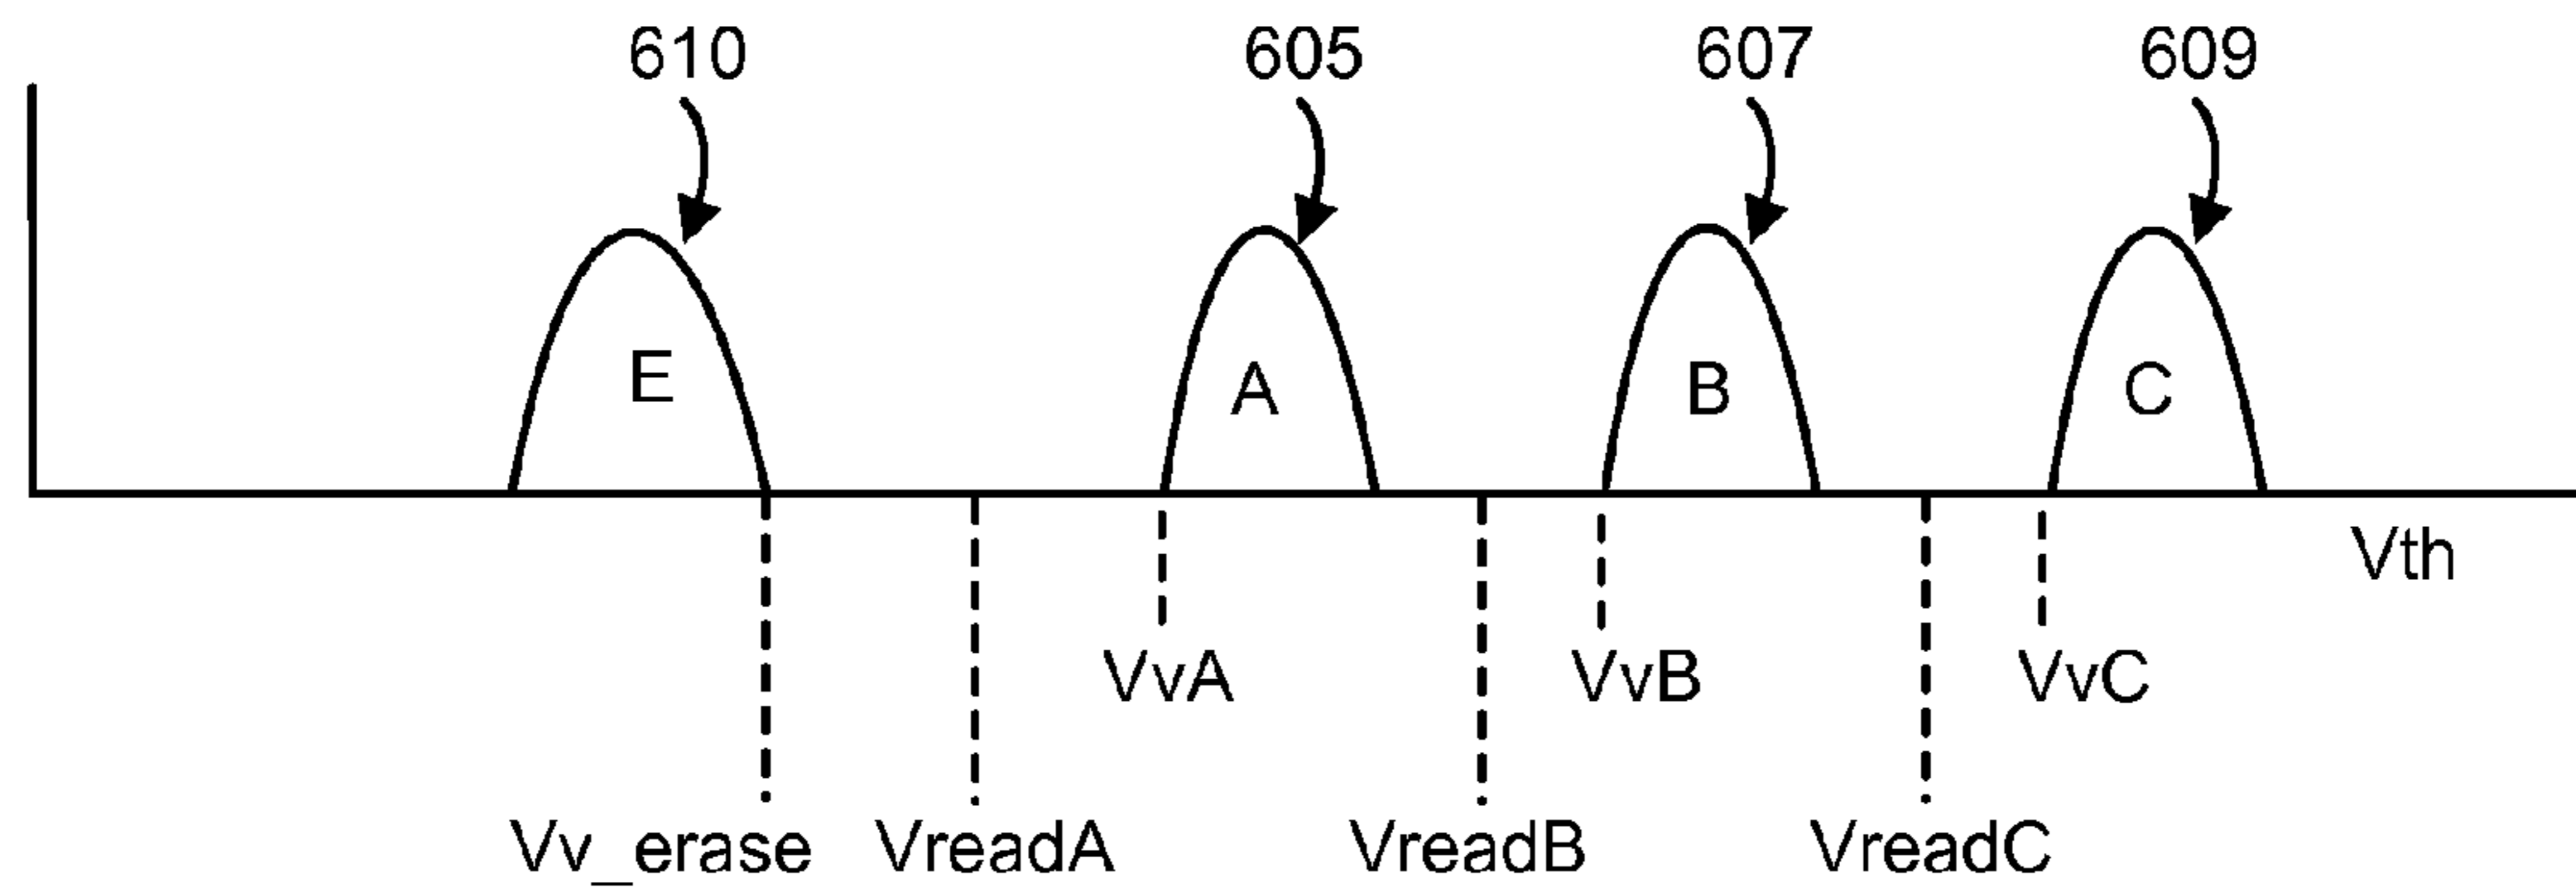 610 605 607 609
E A B C
Vth
VvA VvB VvC
Vv_erase VreadA VreadB VreadC